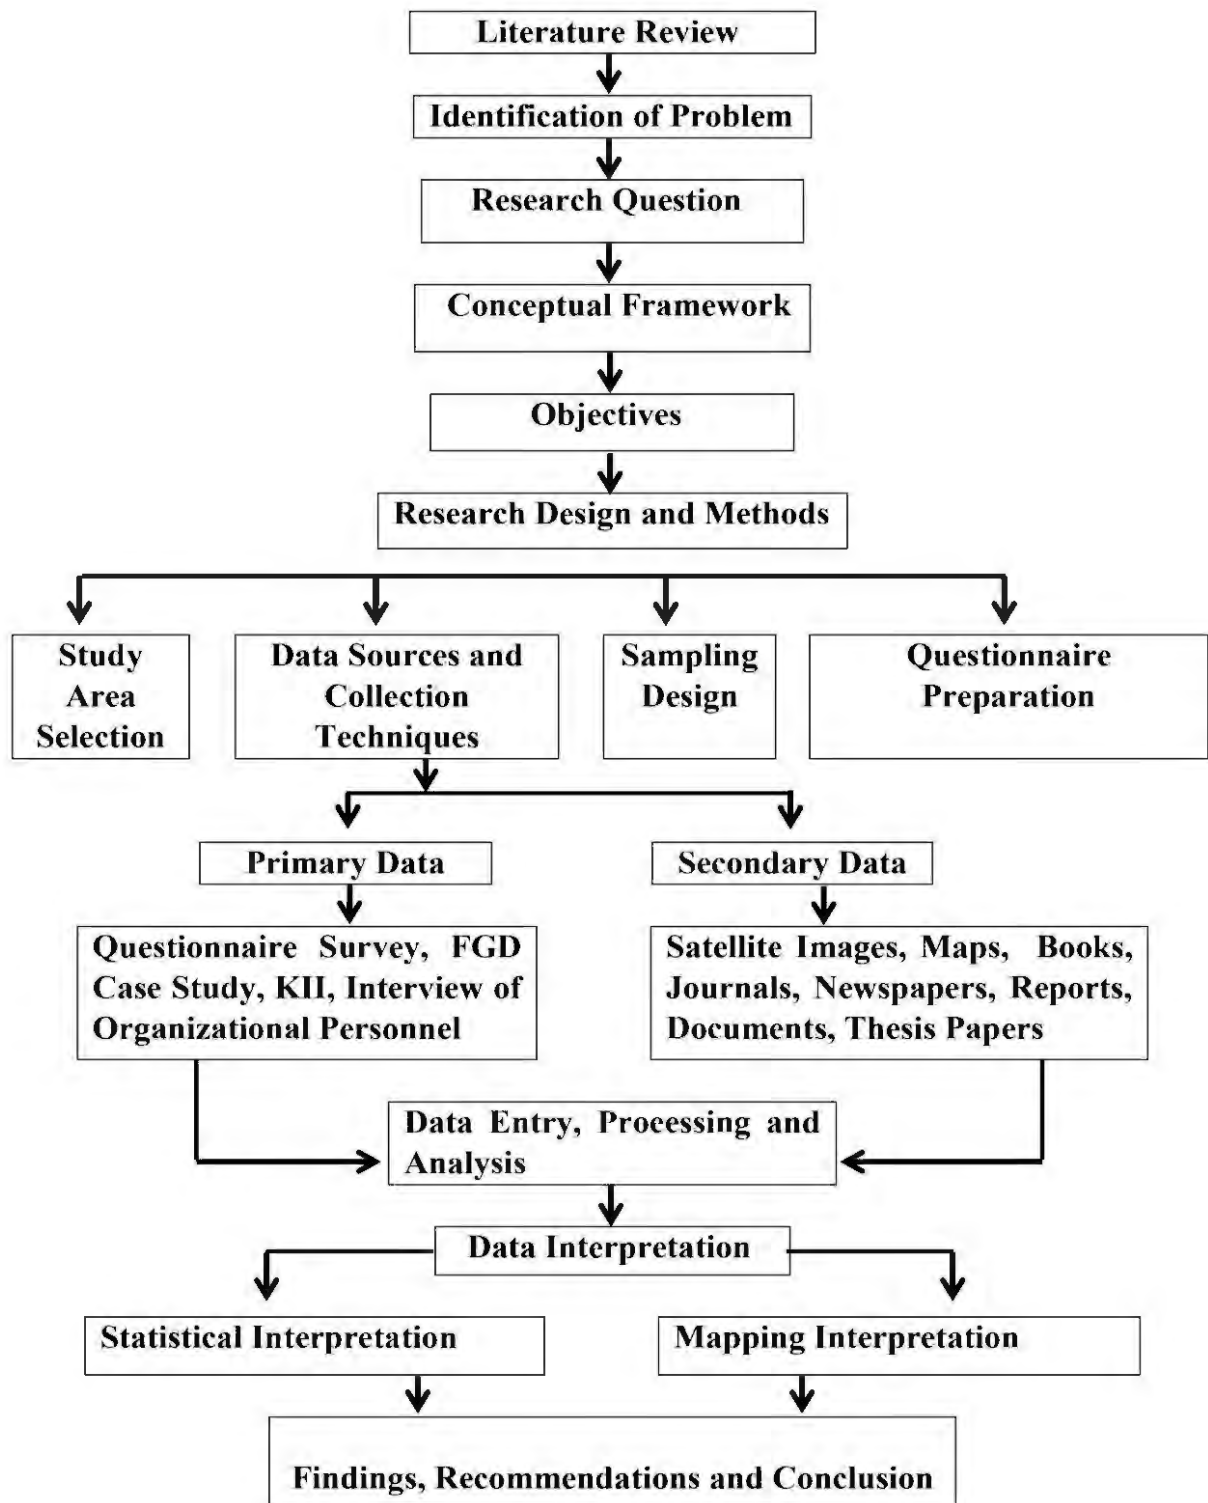 Literature Review
Identification of Problem
Research Question
Conceptual Framework
Objectives
Research Design and Methods
Study
Area
Selection
Data Sources and
Collection
Techniques
Sampling
Design
Questionnaire
Preparation
Primary Data
Secondary Data
Questionnaire Survey, FGD
Case Study, KII, Interview of
Organizational Personnel
Satellite Images, Maps, Books,
Journals, Newspapers, Reports,
Documents, Thesis Papers
Data Entry, Processing and
Analysis
Data Interpretation
Statistical Interpretation
Mapping Interpretation
Findings, Recommendations and Conclusion